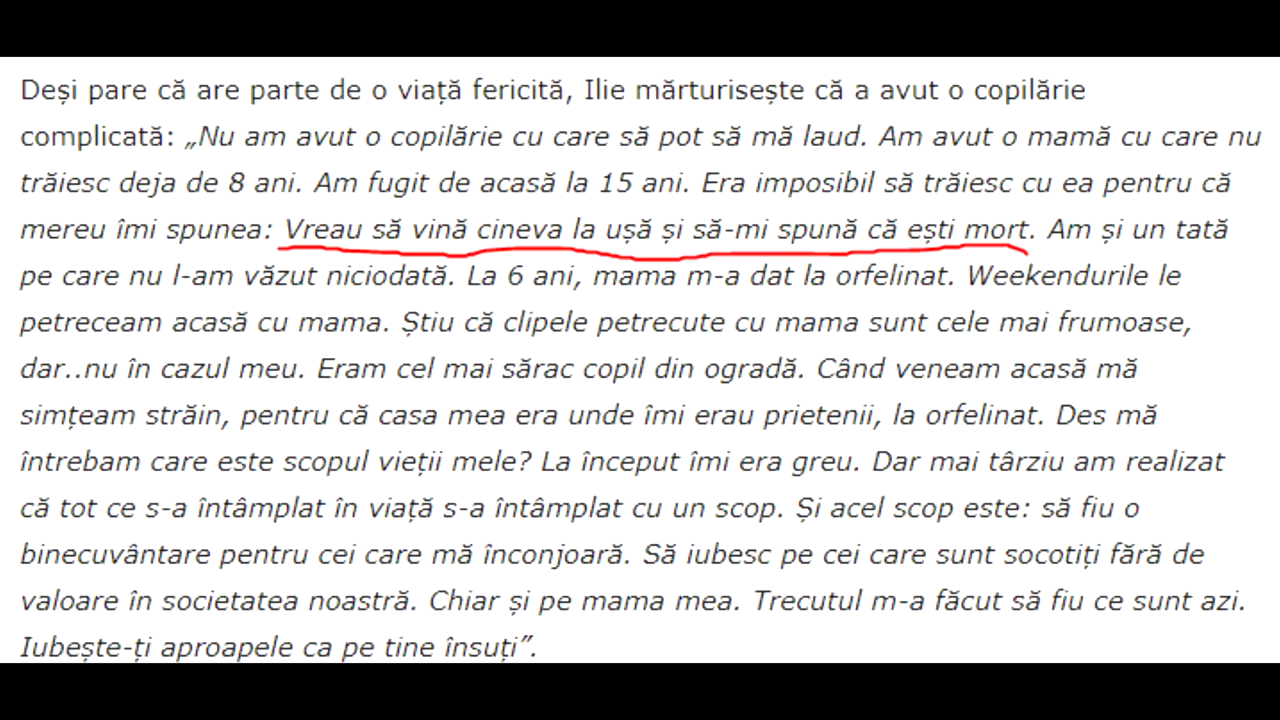 Deși pare că are parte de o viață fericită, Ilie mărturisește că a avut o copilărie
complicată: „Nu am avut o copilărie cu care să pot să mă laud. Am avut o mamă cu care nu
trăiesc deja de 8 ani. Am fugit de acasă la 15 ani. Era imposibil să trăiesc cu ea pentru că
mereu îmi spunea: Vreau să vină cineva la ușă și să-mi spună că ești mort. Am și un tată
pe care nu l-am văzut niciodată. La 6 ani, mama m-a dat la orfelinat. Weekendurile le
petreceam acasă cu mama. Știu că clipele petrecute cu mama sunt cele mai frumoase,
dar..nu în cazul meu. Eram cel mai sărac copil din ogradă. Când veneam acasă mă
simțeam străin, pentru că casa mea era unde îmi erau prietenii, la orfelinat. Des mă
întrebam care este scopul vieții mele? La început îmi era greu. Dar mai târziu am realizat
că tot ce s-a întâmplat în viață s-a întâmplat cu un scop. Și acel scop este: să fiu o
binecuvântare pentru cei care mă înconjoară. Să iubesc pe cei care sunt socotiți fără de
valoare în societatea noastră. Chiar și pe mama mea. Trecutul m-a făcut să fiu ce sunt azi.
Iubește-ți aproapele ca pe tine însuți”.